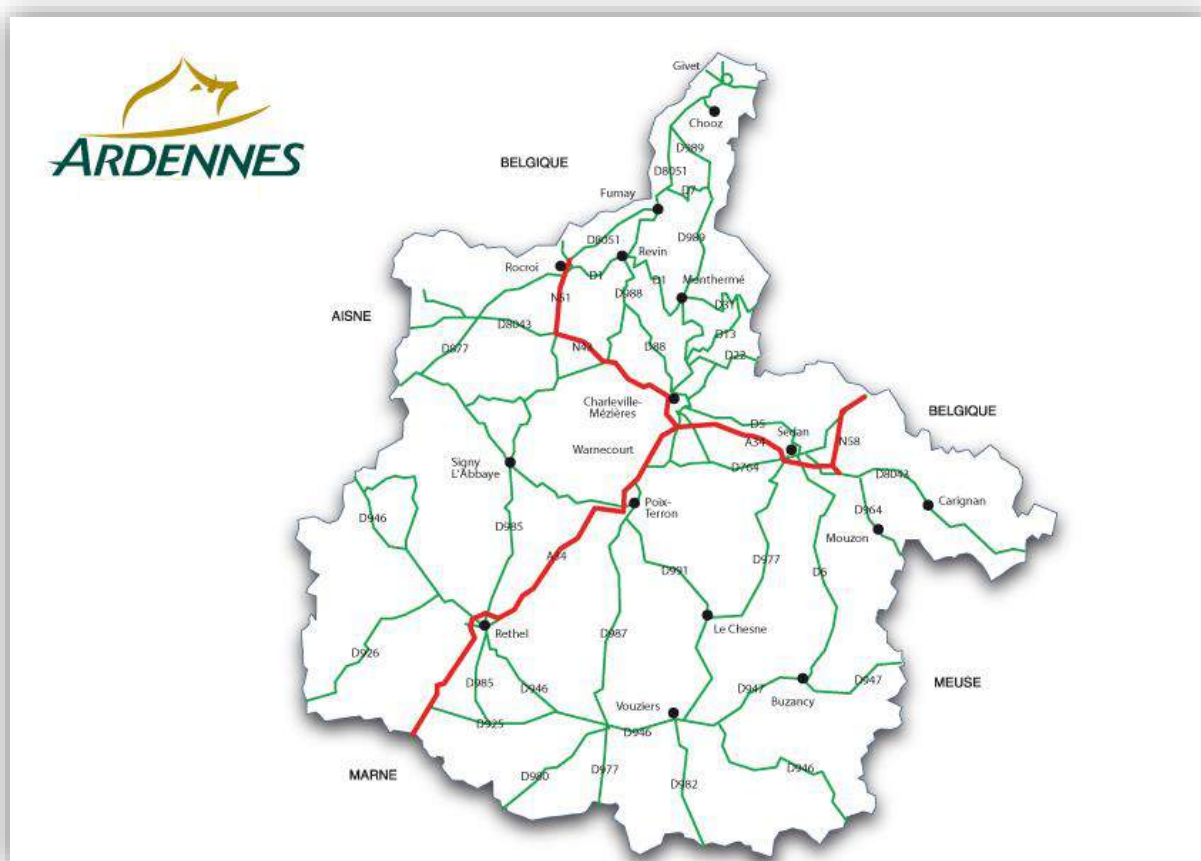 Givet
Chooz
ARDENNES
D989
BELGIQUE
D8051
D7
Fumay
D989
D8051
Revin
Rocroi
D1
D1
Monthermé
D988
N51
D31
AISNE
D8043
D13
D877
N43
D88
D22
Charleville-
Mézières
BELGIQUE
D5
Sedan
A34
N58
Warnecourt
Signy
L'Abbaye
D764
D8043
Poix-
Terron
Carignan
D946
D964
D985
Mouzon
A34
D991
D977
D6
Rethel
D987
Le Chesne
D926
D985
D946
D947
D947
MEUSE
Buzancy
Vouziers
D925
D946
MARNE
D980
D977
D982
D946